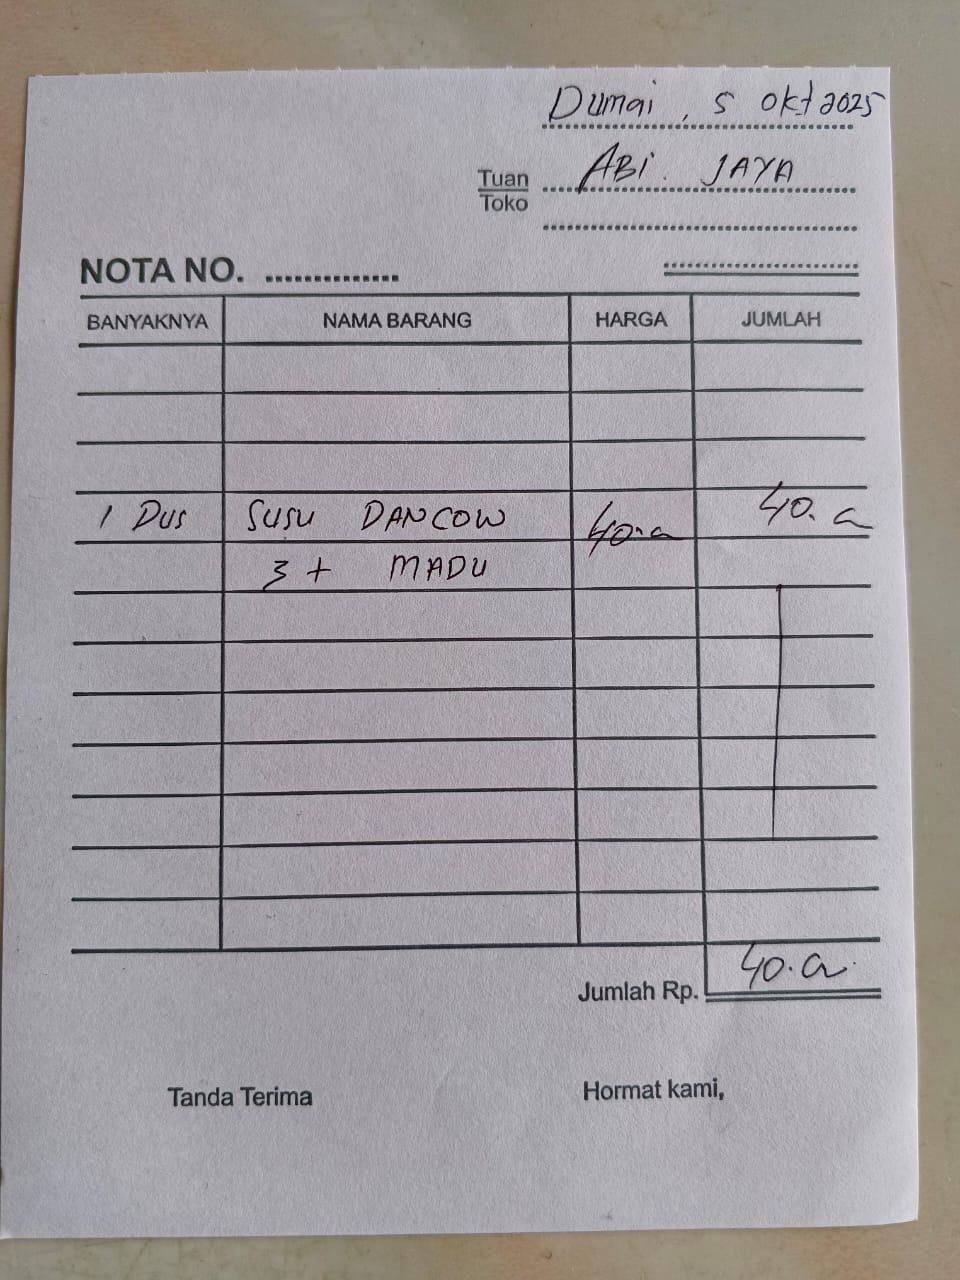 Dumai, 5 Okt 2025
Tuan
Toko ABi. JAYA
NOTA NO. ..............
BANYAKNYA NAMA BARANG HARGA JUMLAH
1 Dus SUSU DANCOW 40.a 40.a
3 + MADU
Jumlah Rp. 40.a.
Tanda Terima Hormat kami,